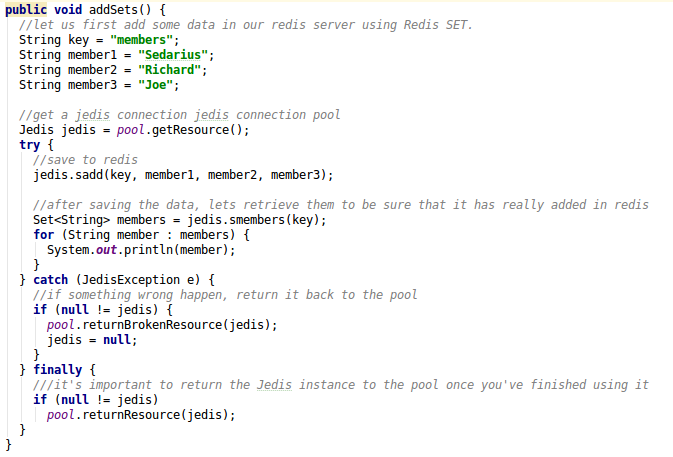 public void addSets() {
  //let us first add some data in our redis server using Redis SET.
  String key = "members";
  String member1 = "Sedarius";
  String member2 = "Richard";
  String member3 = "Joe";

  //get a jedis connection jedis connection pool
  Jedis jedis = pool.getResource();
  try {
    //save to redis
    jedis.sadd(key, member1, member2, member3);

    //after saving the data, lets retrieve them to be sure that it has really added in redis
    Set<String> members = jedis.smembers(key);
    for (String member : members) {
      System.out.println(member);
    }
  } catch (JedisException e) {
    //if something wrong happen, return it back to the pool
    if (null != jedis) {
      pool.returnBrokenResource(jedis);
      jedis = null;
    }
  } finally {
    ///it's important to return the Jedis instance to the pool once you've finished using it
    if (null != jedis)
      pool.returnResource(jedis);
  }
}